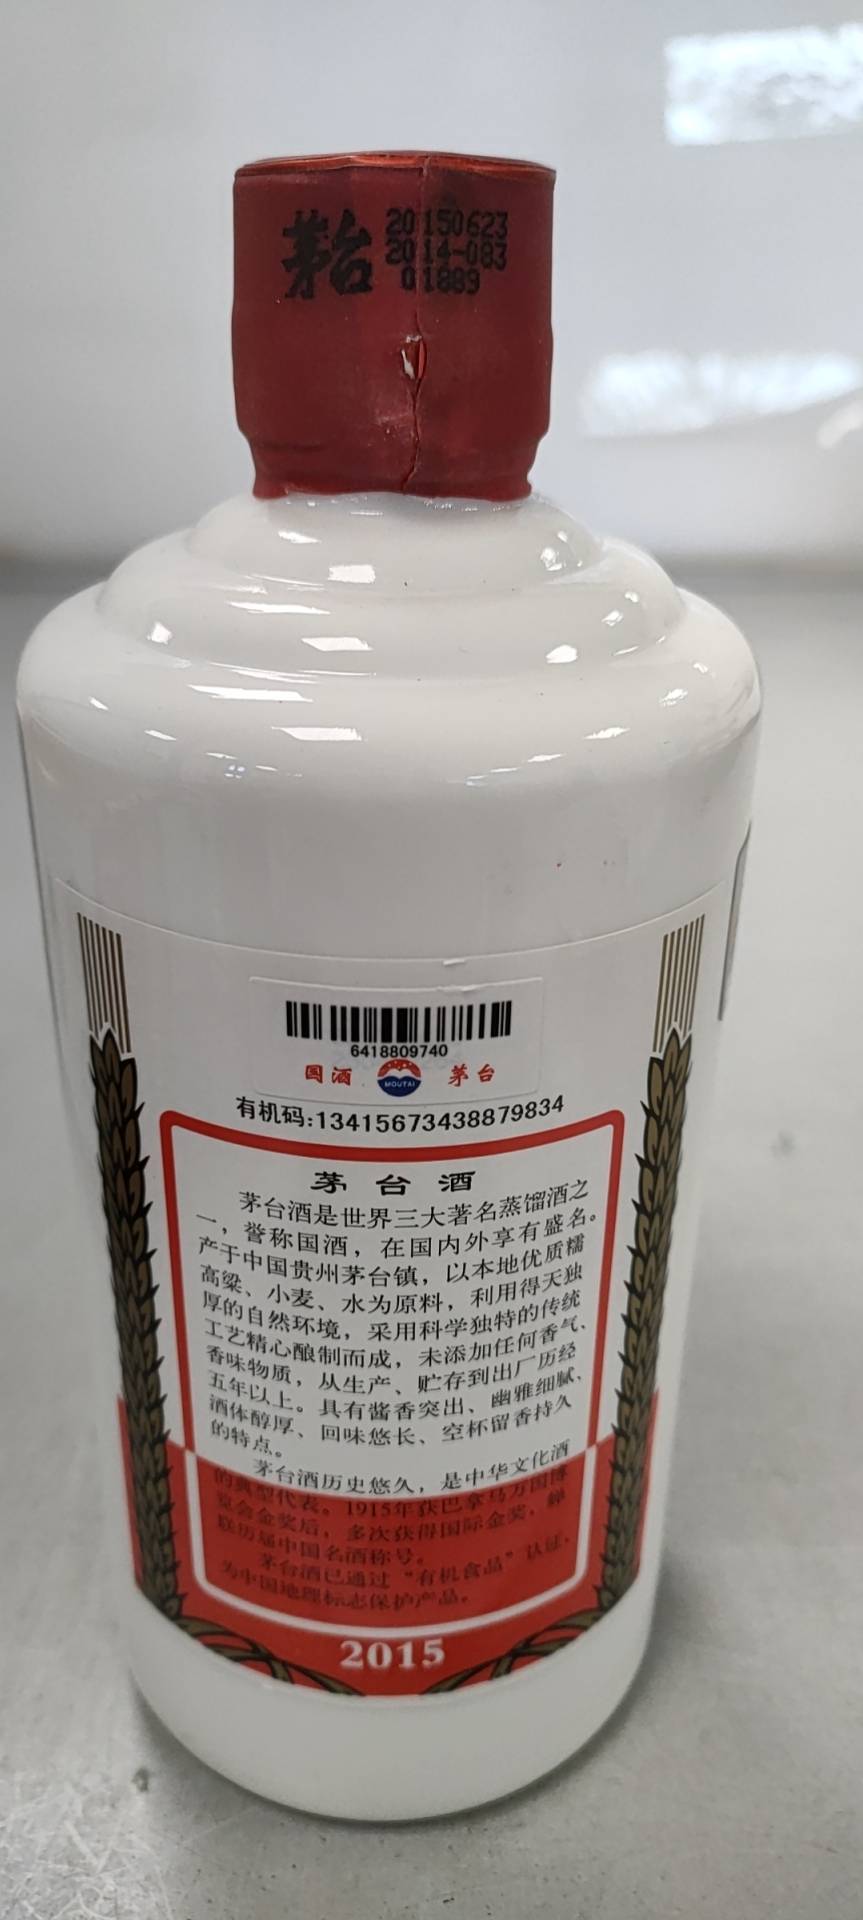 茅台 20150623
2014-083
01889
6418809740
国酒 MOUTAI 茅台
有机码:13415673438879834
茅台酒
茅台酒是世界三大著名蒸馏酒之
一，誉称国酒，在国内外享有盛名。
产于中国贵州茅台镇，以本地优质糯
高粱、小麦、水为原料，利用得天独
厚的自然环境，采用科学独特的传统
工艺精心酿制而成，未添加任何香气、
香味物质，从生产、贮存到出厂历经
五年以上。具有酱香突出、幽雅细腻、
酒体醇厚、回味悠长、空杯留香持久
的特点。
茅台酒历史悠久，是中华文化酒
的典型代表。1915年获巴拿马万国博
览会金奖后，多次获得国际金奖，蝉
联历届中国名酒称号。
茅台酒已通过“有机食品”认证，
为中国地理标志保护产品。
2015